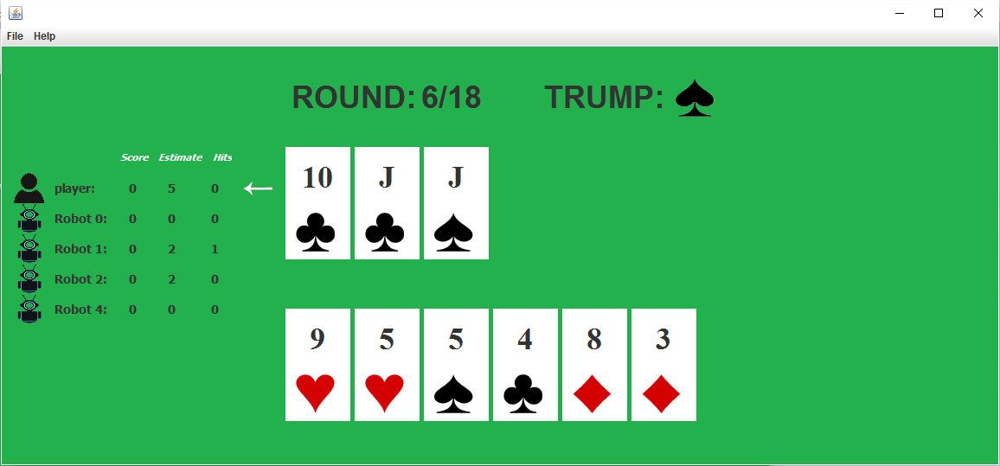 File Help
ROUND: 6/18 TRUMP:
Score Estimate Hits
10 J J
player: 0 5 0
Robot 0: 0 0 0
Robot 1: 0 2 1
Robot 2: 0 2 0
Robot 4: 0 0 0
9 5 5 4 8 3